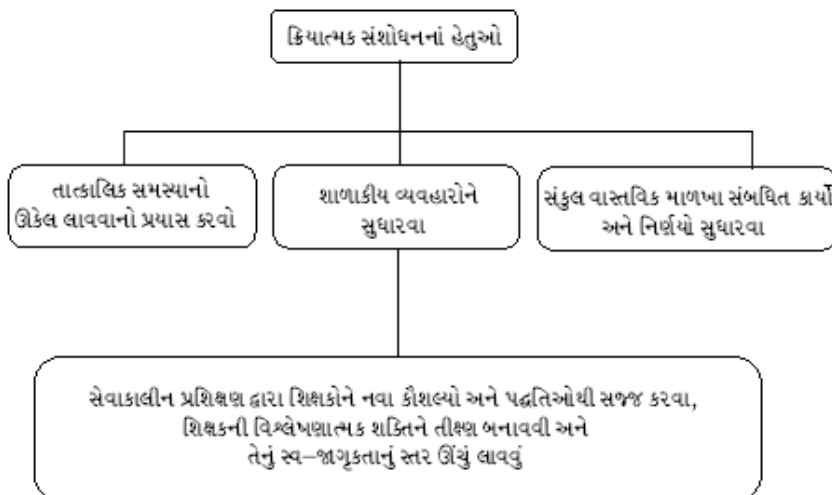 ક્રિયાત્મક સંશોધનનાં હેતુઓ
તાત્કાલિક સમસ્યાનો
ઊકેલ લાવવાનો પ્રયાસ કરવો
શાળાકીય વ્યવહારોને
સુધારવા
સંકુલ વાસ્તવિક માળખા સંબધિત કાર્યો
અને નિર્ણયો સુધારવા
સેવાકાલીન પ્રશિક્ષણ દ્વારા શિક્ષકોને નવા કૌશલ્યો અને પદ્ધતિઓથી સજ્જ કરવા,
શિક્ષકની વિશ્લેષણાત્મક શક્તિને તીક્ષ્ણ બનાવવી અને
તેનું સ્વ–જાગૃકતાનું સ્તર ઊંચું લાવવું